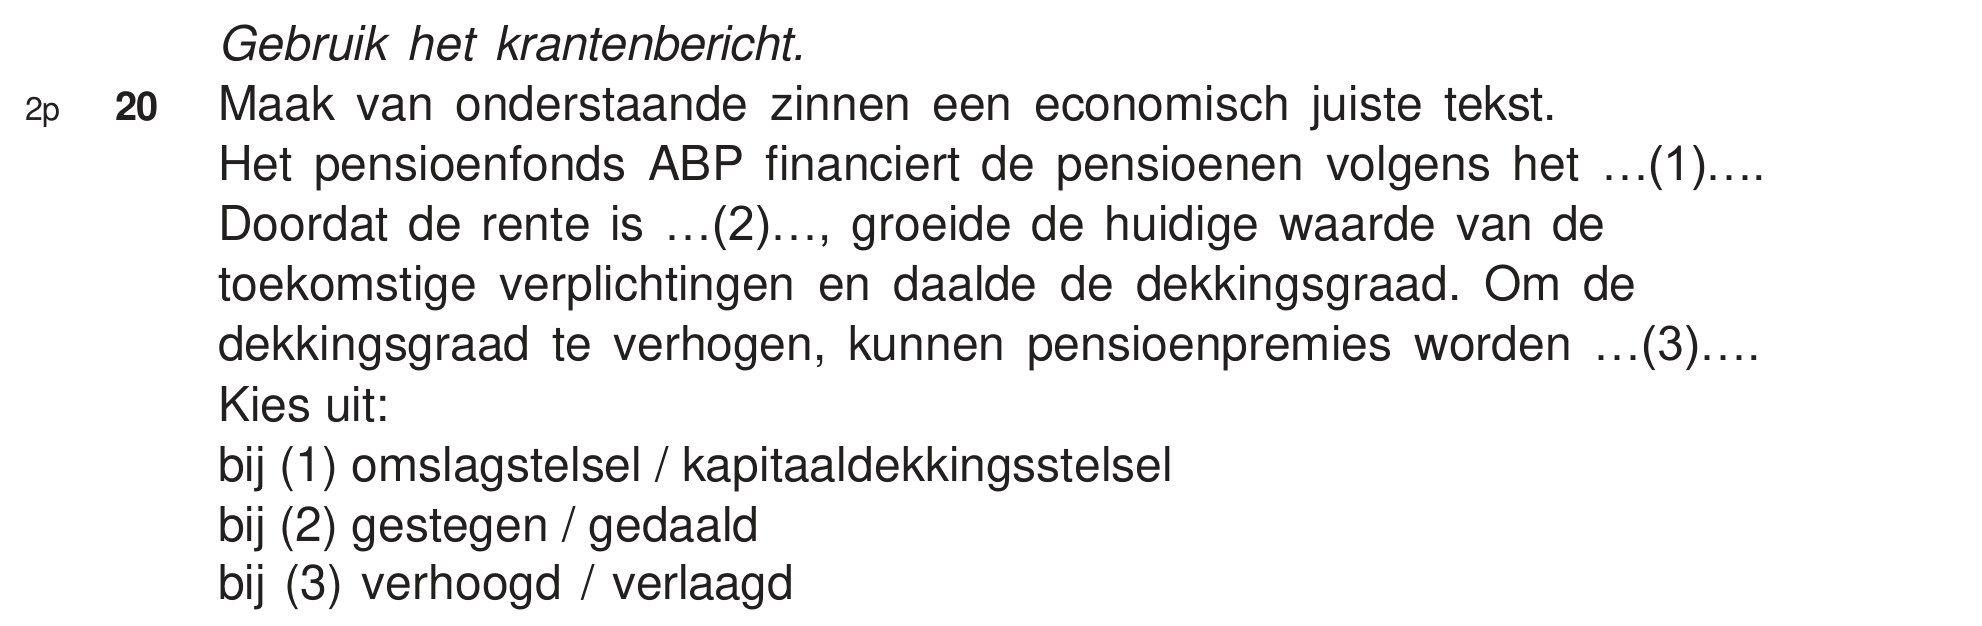 Gebruik het krantenbericht.
2p 20 Maak van onderstaande zinnen een economisch juiste tekst.
Het pensioenfonds ABP financiert de pensioenen volgens het …(1)….
Doordat de rente is …(2)…, groeide de huidige waarde van de
toekomstige verplichtingen en daalde de dekkingsgraad. Om de
dekkingsgraad te verhogen, kunnen pensioenpremies worden …(3)….
Kies uit:
bij (1) omslagstelsel / kapitaaldekkingsstelsel
bij (2) gestegen / gedaald
bij (3) verhoogd / verlaagd